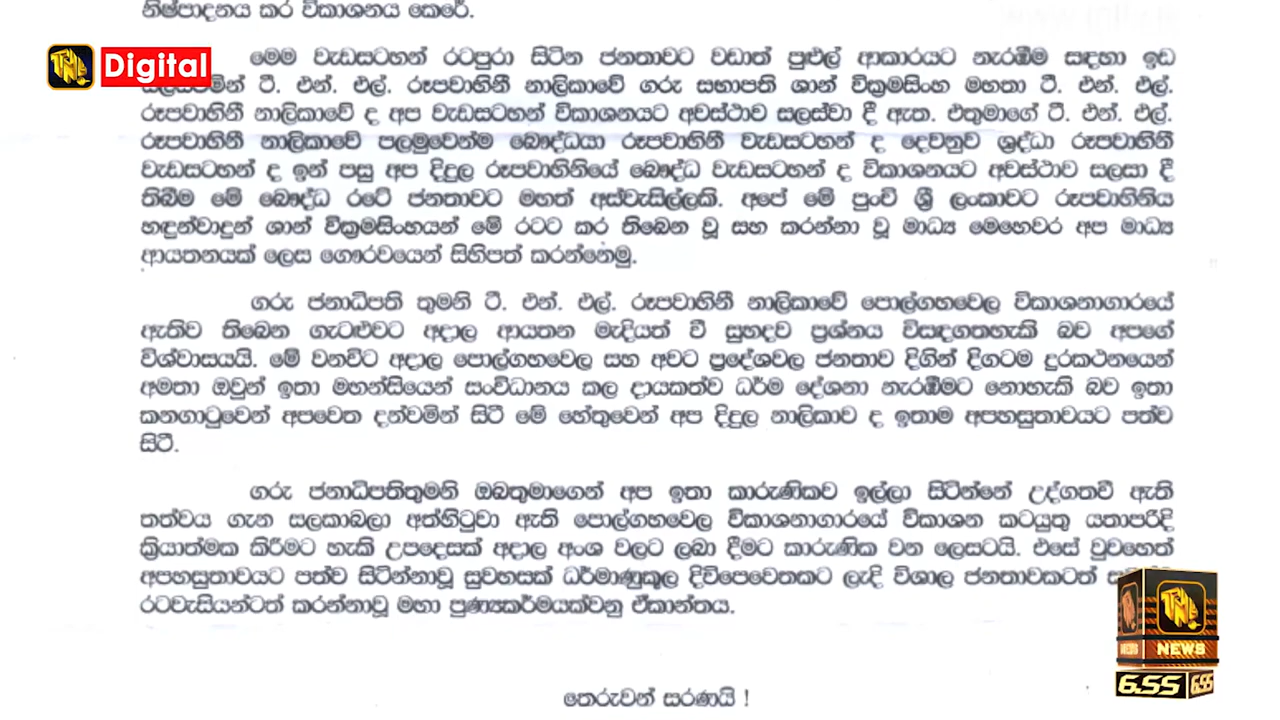 නිෂ්පාදනය කර විකාශනය කෙරේ.
මෙම වැඩසටහන් රටපුරා සිටින ජනතාවට වඩාත් පුළුල් ආකාරයට නැරඹීම සඳහා ඉඩ
Digital
ටී. එන්. එල්. රූපවාහිනී නාලිකාවේ ගරු සභාපති ශාන් වික්‍රමසිංහ මහතා ටී. එන්. එල්.
රූපවාහිනී නාලිකාවේ ද අප වැඩසටහන් විකාශනයට අවස්ථාව සලස්වා දී ඇත. එතුමාගේ ටී. එන්. එල්.
රූපවාහිනී නාලිකාවේ පලමුවෙන්ම බෞද්ධයා රූපවාහිනී වැඩසටහන් ද දෙවනුව ශ්‍රද්ධා රූපවාහිනී
වැඩසටහන් ද ඉන් පසු අප දිදුල රූපවාහිනියේ බෞද්ධ වැඩසටහන් ද විකාශනයට අවස්ථාව සලසා දී
තිබීම මේ බෞද්ධ රටේ ජනතාවට මහත් අස්වැසිල්ලකි. අපේ මේ පුංචි ශ්‍රී ලංකාවට රූපවාහිනිය
හඳුන්වාදුන් ශාන් වික්‍රමසිංහයන් මේ රටට කර තිබෙන වූ සහ කරන්නා වූ මාධ්‍ය මෙහෙවර අප මාධ්‍ය
ආයතනයක් ලෙස ගෞරවයෙන් සිහිපත් කරන්නෙමු.
ගරු ජනාධිපති තුමනි ටී. එන්. එල්. රූපවාහිනී නාලිකාවේ පොල්ගහවෙල විකාශනාගාරයේ
ඇතිව තිබෙන ගැටළුවට අදාල ආයතන මැදියත් වී සුහදව ප්‍රශ්නය විසඳගතහැකි බව අපගේ
විශ්වාසයයි. මේ වනවිට අදාල පොල්ගහවෙල සහ අවට ප්‍රදේශවල ජනතාව දිගින් දිගටම දුරකථනයෙන්
අමතා ඔවුන් ඉතා මහන්සියෙන් සංවිධානය කල දායකත්ව ධර්ම දේශනා නැරඹීමට නොහැකි බව ඉතා
කනගාටුවෙන් අපවෙත දන්වමින් සිටී මේ හේතුවෙන් අප දිදුල නාලිකාව ද ඉතාම අපහසුතාවයට පත්ව
සිටී.
ගරු ජනාධිපතිතුමනි ඔබතුමාගෙන් අප ඉතා කාරුණිකව ඉල්ලා සිටින්නේ උද්ගතවී ඇති
තත්වය ගැන සලකාබලා අත්හිටුවා ඇති පොල්ගහවෙල විකාශනාගාරයේ විකාශන කටයුතු යතාපරිදි
ක්‍රියාත්මක කිරීමට හැකි උපදෙසක් අදාල අංශ වලට ලබා දීමට කාරුණික වන ලෙසටයි. එසේ වුවහොත්
අපහසුතාවයට පත්ව සිටින්නාවූ සුවහසක් ධර්මාණුකූල දිවිපෙවෙතකට ලැදි විශාල ජනතාවකටත්
රටවැසියන්ටත් කරන්නාවූ මහා පුණ්‍යකර්මයක්වනු ඒකාන්තය.
TNL
NEWS
6.55
6.55
තෙරුවන් සරණයි !